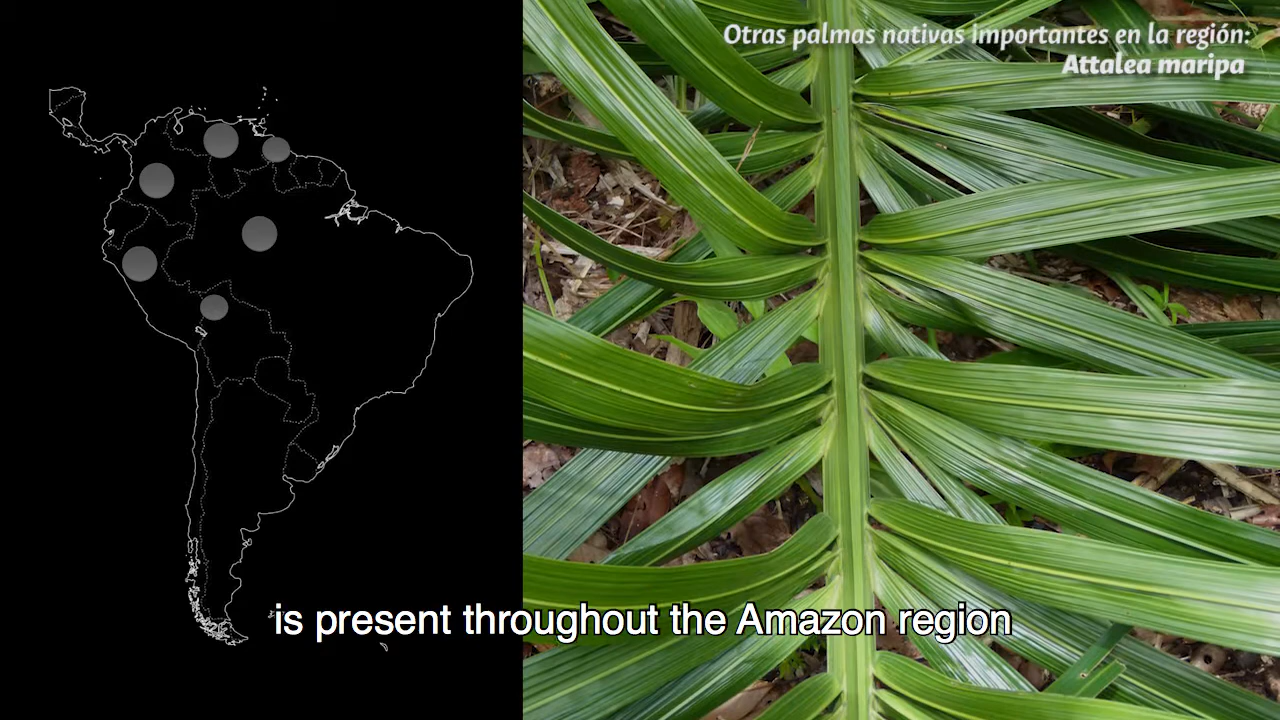 Otras palmas nativas importantes en la región:
Attalea maripa
is present throughout the Amazon region